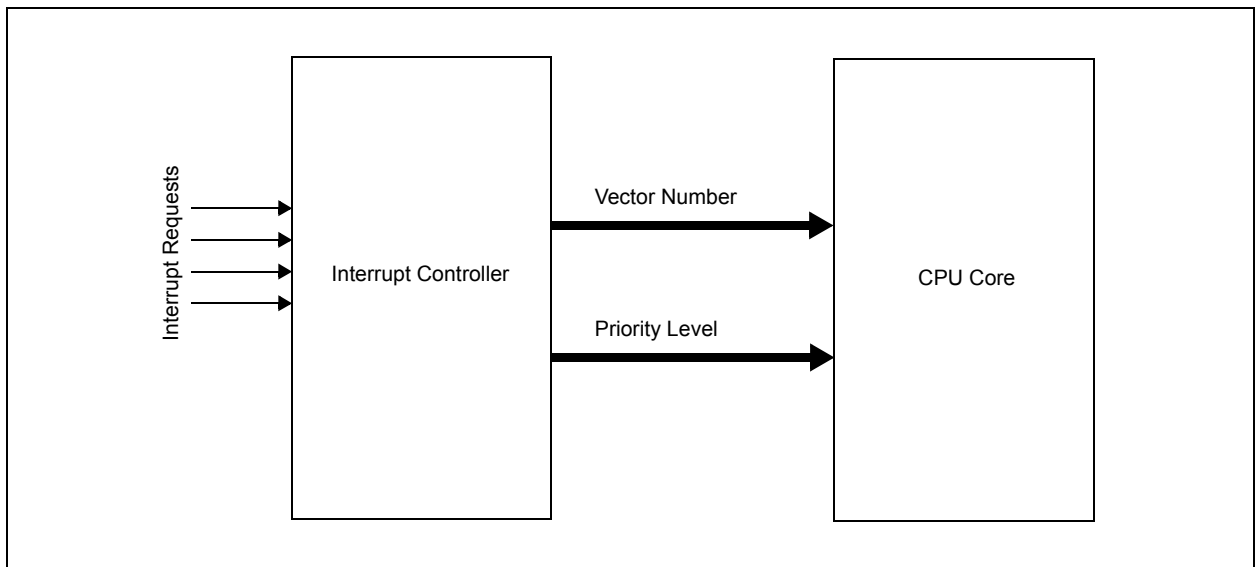 Interrupt Requests
Interrupt Controller
Vector Number
Priority Level
CPU Core